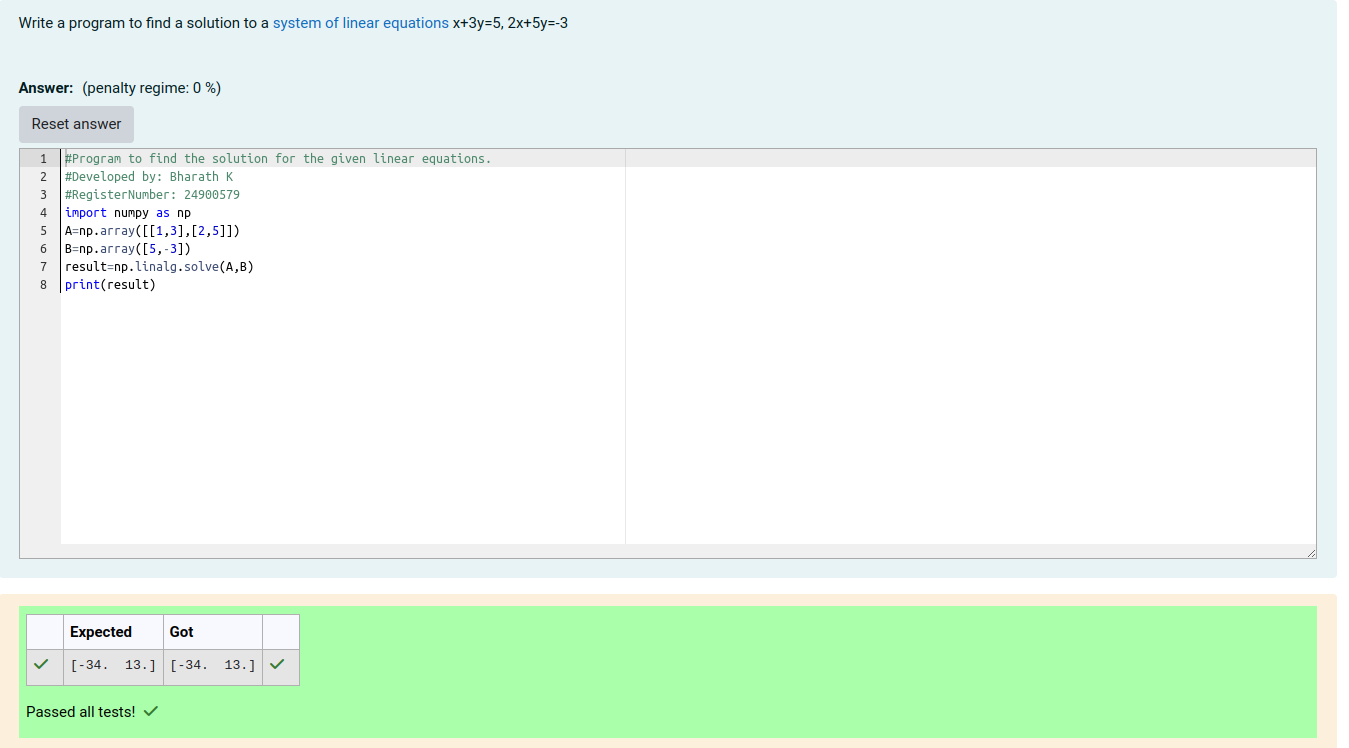 Write a program to find a solution to a system of linear equations x+3y=5, 2x+5y=-3
Answer: (penalty regime: 0 %)
Reset answer
1 #Program to find the solution for the given linear equations.
2 #Developed by: Bharath K
3 #RegisterNumber: 24900579
4 import numpy as np
5 A=np.array([[1,3],[2,5]])
6 B=np.array([5,-3])
7 result=np.linalg.solve(A,B)
8 print(result)
Expected Got
[-34.  13.] [-34.  13.]
Passed all tests!